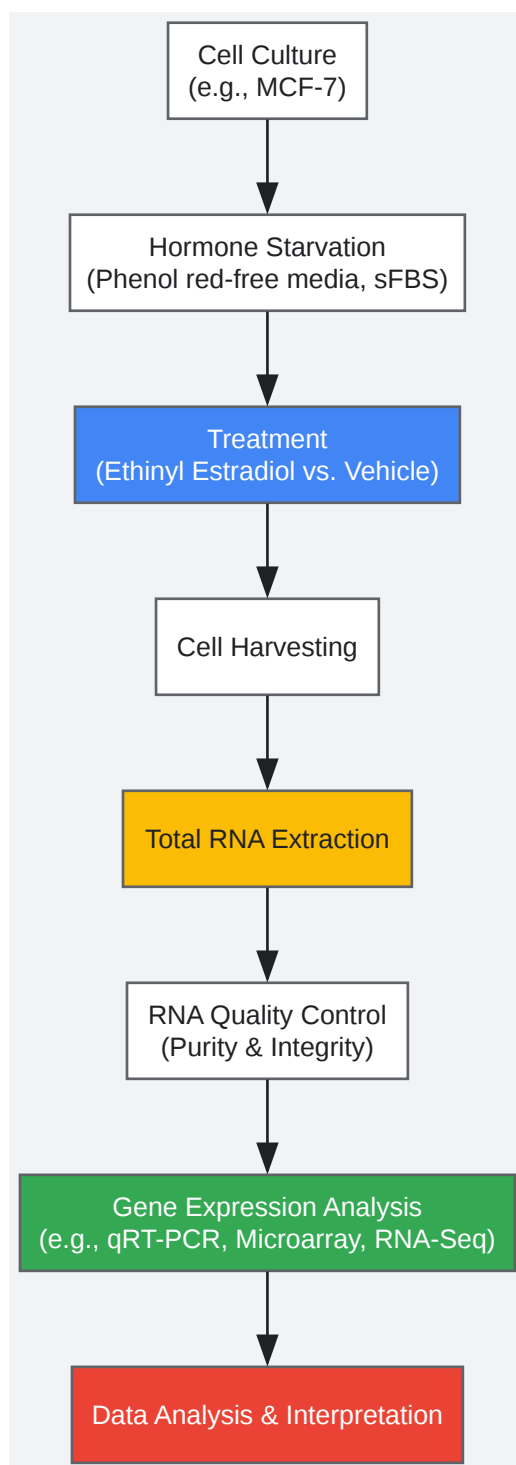 Cell Culture
(e.g., MCF-7)
Hormone Starvation
(Phenol red-free media, sFBS)
Treatment
(Ethinyl Estradiol vs. Vehicle)
Cell Harvesting
Total RNA Extraction
RNA Quality Control
(Purity & Integrity)
Gene Expression Analysis
(e.g., qRT-PCR, Microarray, RNA-Seq)
Data Analysis & Interpretation